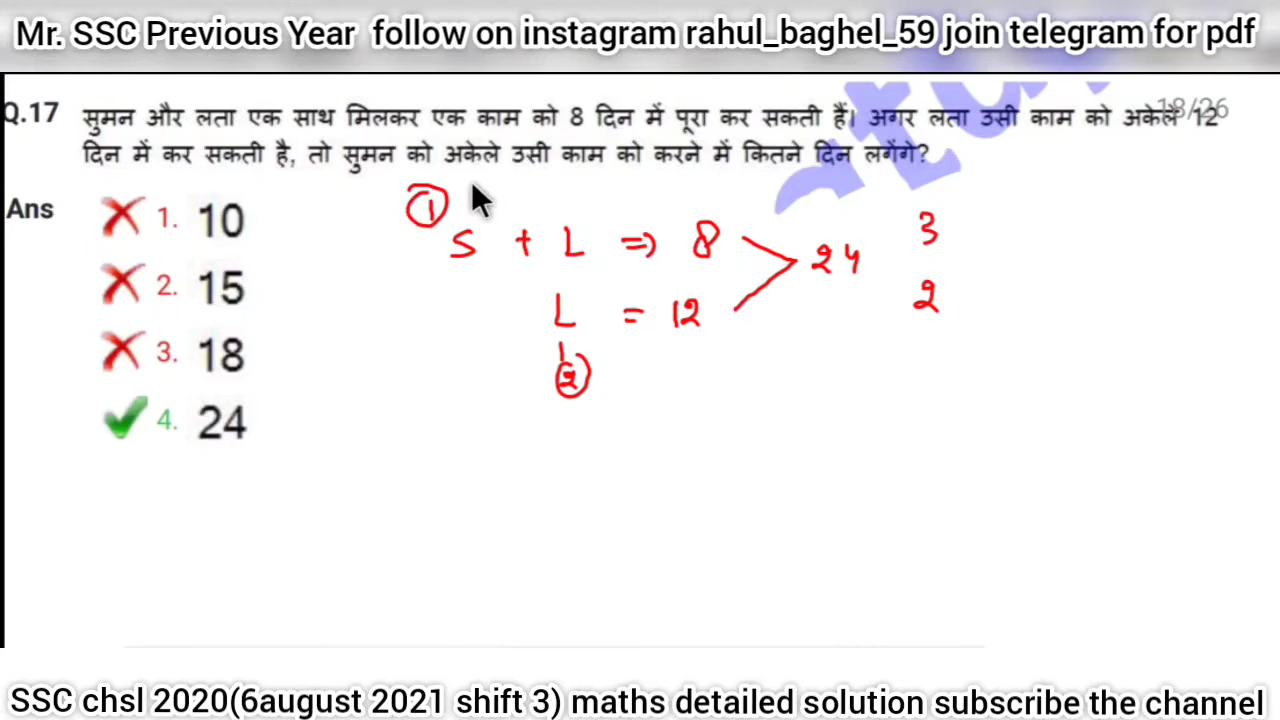 Mr. SSC Previous Year follow on instagram rahul_baghel_59 join telegram for pdf
18/26
Q.17 सुमन और लता एक साथ मिलकर एक काम को 8 दिन में पूरा कर सकती हैं। अगर लता उसी काम को अकेले 12
दिन में कर सकती है, तो सुमन को अकेले उसी काम को करने में कितने दिन लगेंगे?
Ans
1. 10
2. 15
3. 18
4. 24
1
S + L => 8
24
3
L = 12
2
2
SSC chsl 2020(6august 2021 shift 3) maths detailed solution subscribe the channel